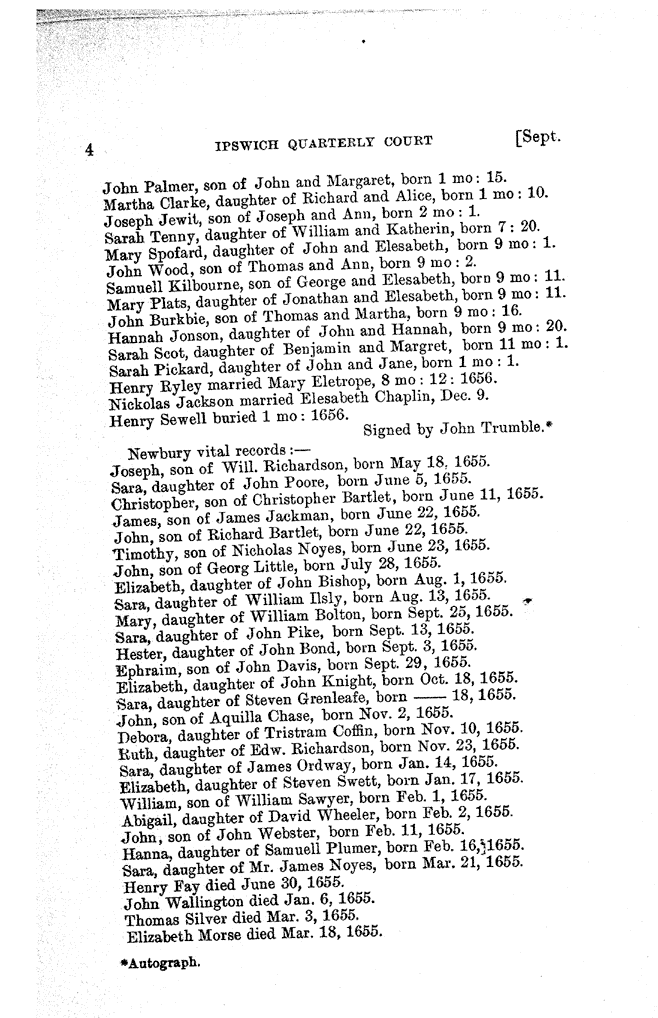 4 IPSWICH QUARTERLY COURT [Sept.
John Palmer, son of John and Margaret, born 1 mo: 15.
Martha Clarke, daughter of Richard and Alice, born 1 mo: 10.
Joseph Jewit, son of Joseph and Ann, born 2 mo: 1.
Sarah Tenny, daughter of William and Katherin, born 7: 20.
Mary Spofard, daughter of John and Elesabeth, born 9 mo: 1.
John Wood, son of Thomas and Ann, born 9 mo: 2.
Samuell Kilbourne, son of George and Elesabeth, born 9 mo: 11.
Mary Plats, daughter of Jonathan and Elesabeth, born 9 mo: 11.
John Burkbie, son of Thomas and Martha, born 9 mo: 16.
Hannah Jonson, daughter of John and Hannah, born 9 mo: 20.
Sarah Scot, daughter of Benjamin and Margret, born 11 mo: 1.
Sarah Pickard, daughter of John and Jane, born 1 mo: 1.
Henry Ryley married Mary Eletrope, 8 mo: 12: 1656.
Nickolas Jackson married Elesabeth Chaplin, Dec. 9.
Henry Sewell buried 1 mo: 1656.
Signed by John Trumble.*
Newbury vital records:—
Joseph, son of Will. Richardson, born May 18, 1655.
Sara, daughter of John Poore, born June 5, 1655.
Christopher, son of Christopher Bartlet, born June 11, 1655.
James, son of James Jackman, born June 22, 1655.
John, son of Richard Bartlet, born June 22, 1655.
Timothy, son of Nicholas Noyes, born June 23, 1655.
John, son of Georg Little, born July 28, 1655.
Elizabeth, daughter of John Bishop, born Aug. 1, 1655.
Sara, daughter of William Ilsly, born Aug. 13, 1655.
Mary, daughter of William Bolton, born Sept. 25, 1655.
Sara, daughter of John Pike, born Sept. 13, 1655.
Hester, daughter of John Bond, born Sept. 3, 1655.
Ephraim, son of John Davis, born Sept. 29, 1655.
Elizabeth, daughter of John Knight, born Oct. 18, 1655.
Sara, daughter of Steven Grenleafe, born —— 18, 1655.
John, son of Aquilla Chase, born Nov. 2, 1655.
Debora, daughter of Tristram Coffin, born Nov. 10, 1655.
Ruth, daughter of Edw. Richardson, born Nov. 23, 1655.
Sara, daughter of James Ordway, born Jan. 14, 1655.
Elizabeth, daughter of Steven Swett, born Jan. 17, 1655.
William, son of William Sawyer, born Feb. 1, 1655.
Abigail, daughter of David Wheeler, born Feb. 2, 1655.
John, son of John Webster, born Feb. 11, 1655.
Hanna, daughter of Samuell Plumer, born Feb. 16, 1655.
Sara, daughter of Mr. James Noyes, born Mar. 21, 1655.
Henry Fay died June 30, 1655.
John Wallington died Jan. 6, 1655.
Thomas Silver died Mar. 3, 1655.
Elizabeth Morse died Mar. 18, 1655.
*Autograph.